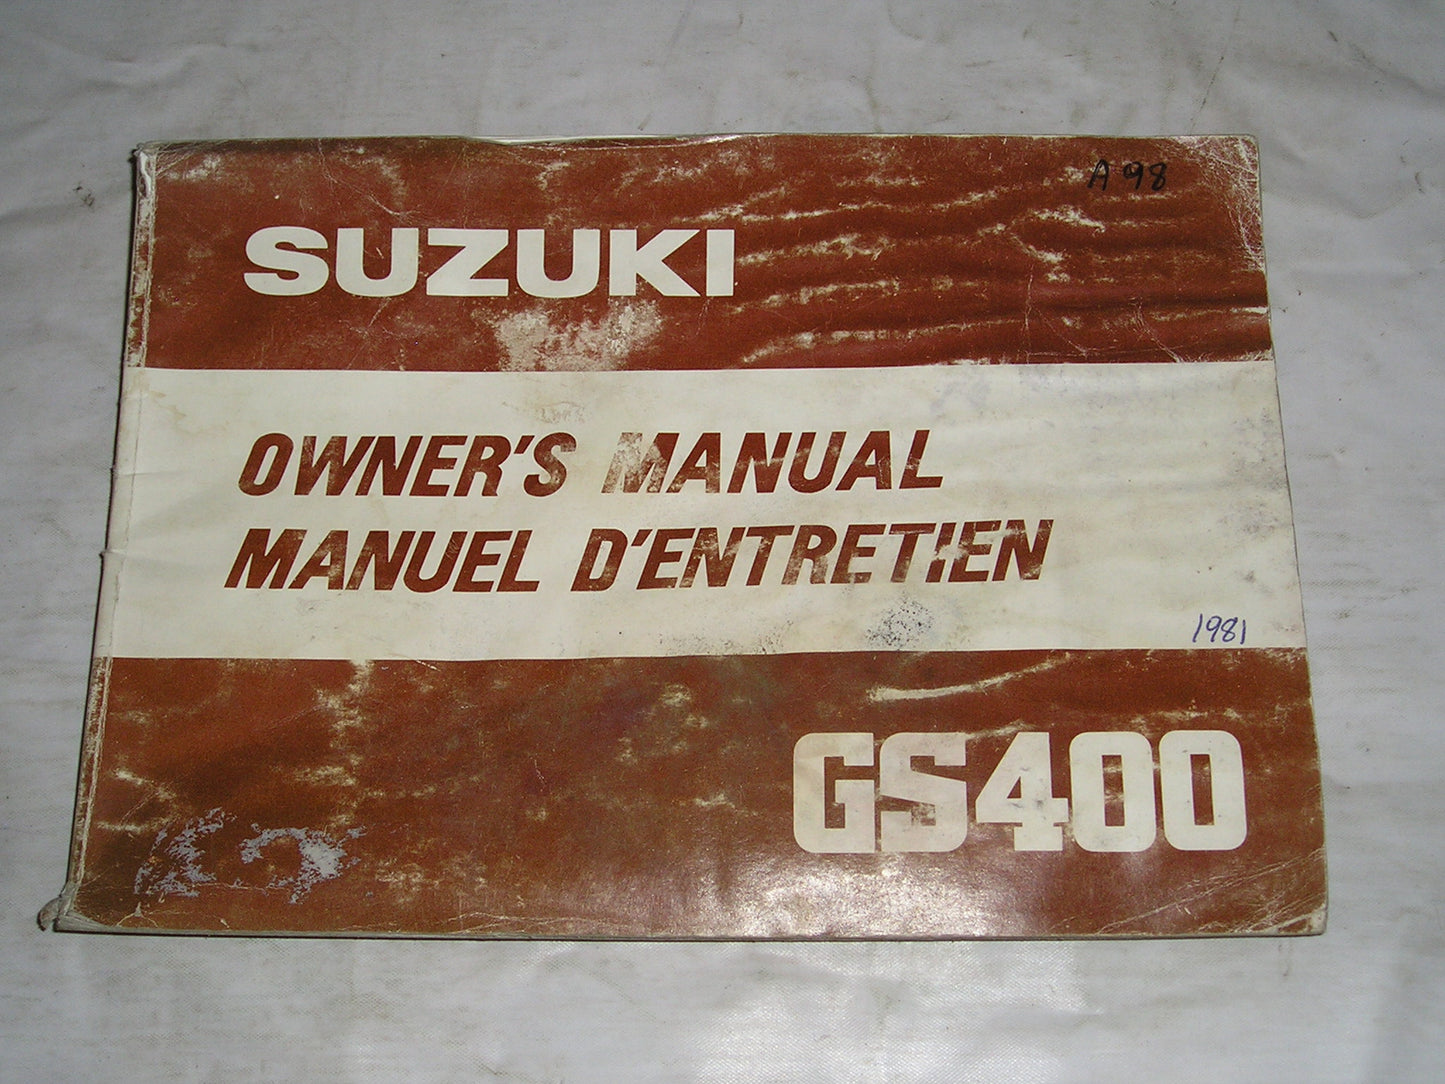 A98
SUZUKI
OWNER'S MANUAL
MANUEL D'ENTRETIEN
1981
GS400